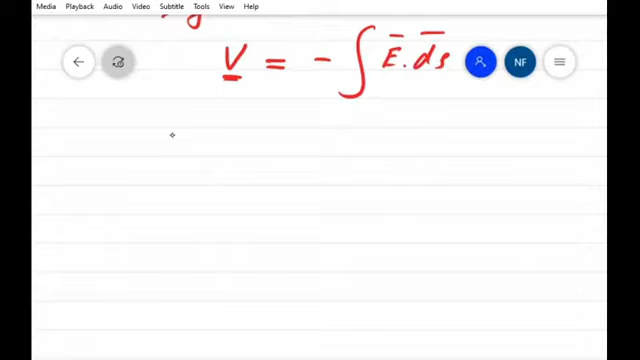 Media Playback Audio Video Subtitle Tools View Help
V = - ∫ E̅ . d̅s̅
NF